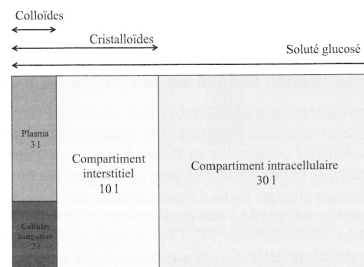 Colloïdes
Cristalloïdes
Soluté glucosé
Plasma
3 l
Compartiment
interstitiel
10 l
Compartiment intracellulaire
30 l
Cellules
sanguines
2 l